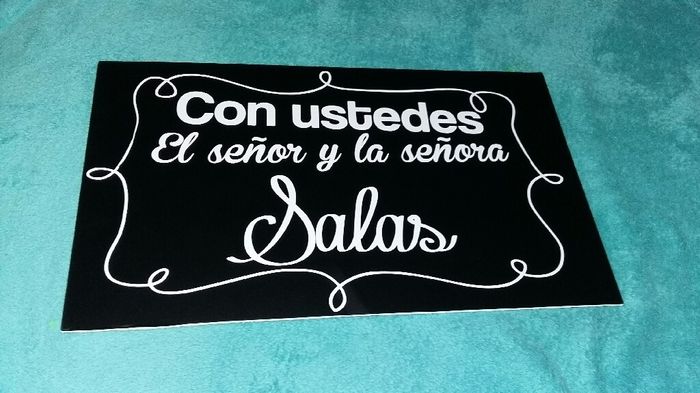 Con ustedes
El señor y la señora
Salas